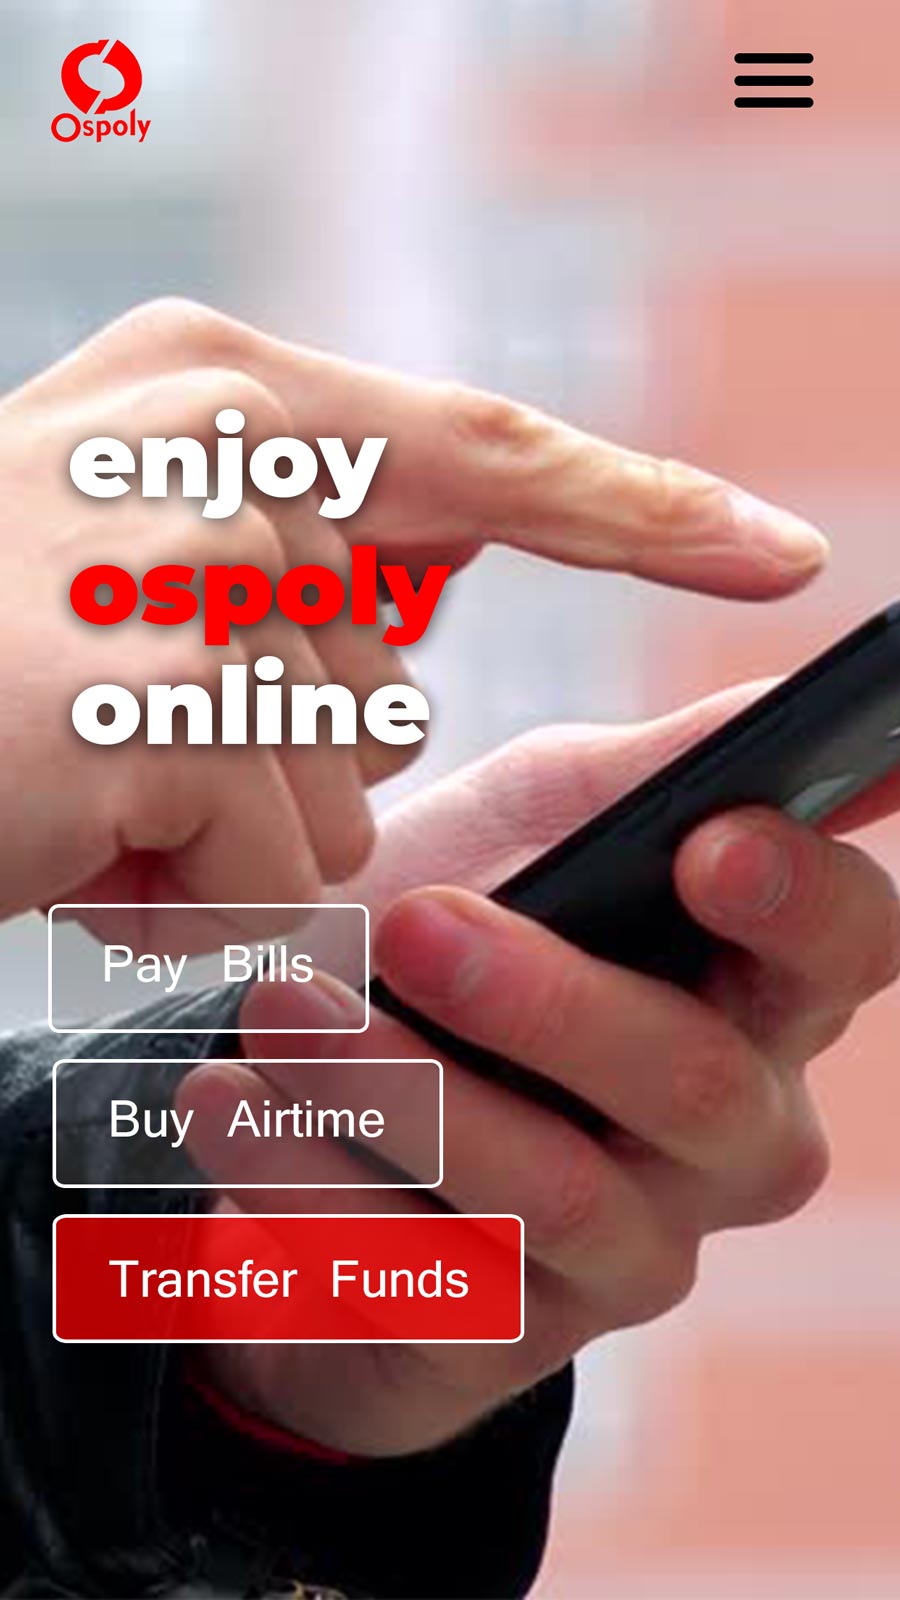 Ospoly
enjoy
ospoly
online
Pay Bills
Buy Airtime
Transfer Funds